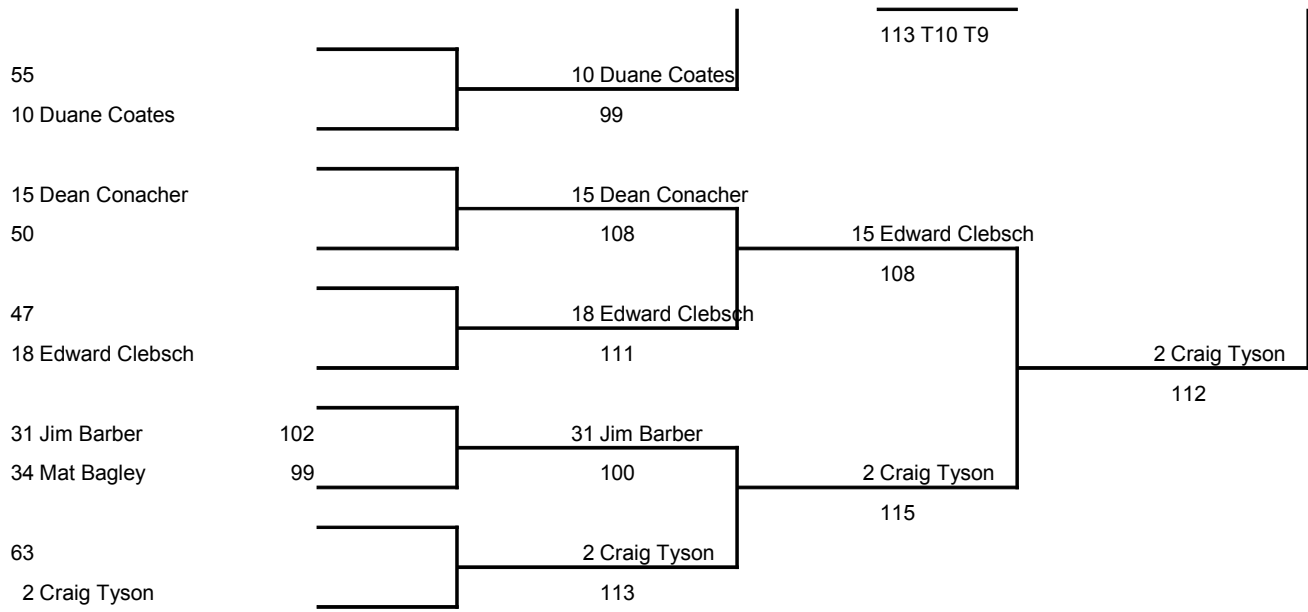 113 T10 T9
55 10 Duane Coates
10 Duane Coates 99
15 Dean Conacher 15 Dean Conacher
50 108 15 Edward Clebsch
108
47 18 Edward Clebsch
18 Edward Clebsch 111 2 Craig Tyson
112
31 Jim Barber 102 31 Jim Barber
34 Mat Bagley 99 100 2 Craig Tyson
115
63 2 Craig Tyson
2 Craig Tyson 113